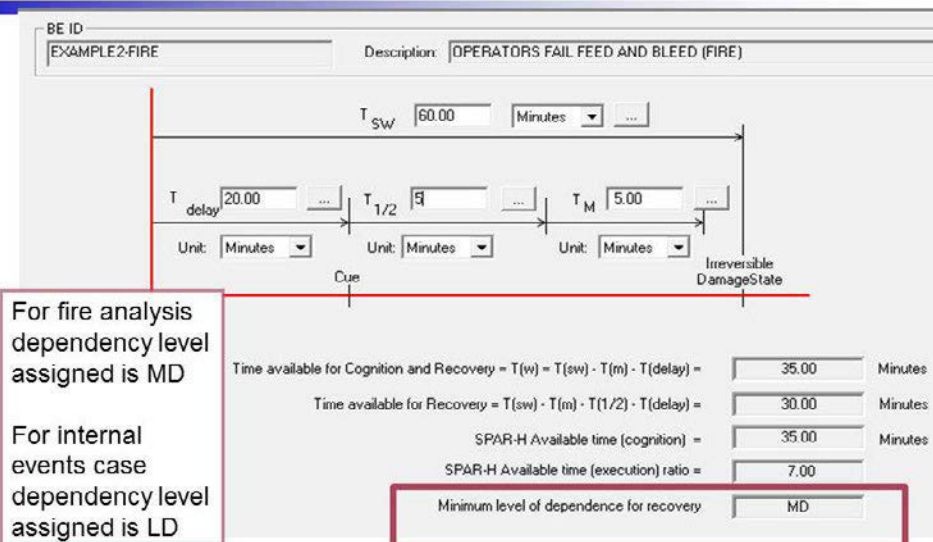 BE ID
EXAMPLE2-FIRE
Description: OPERATORS FAIL FEED AND BLEED (FIRE)
T SW 60.00 Minutes ...
T delay 20.00 ... T 1/2 5 ... T M 5.00 ...
Unit: Minutes Unit: Minutes Unit: Minutes
Cue
Irreversible
DamageState
For fire analysis
dependency level
assigned is MD
For internal
events case
dependency level
assigned is LD
Time available for Cognition and Recovery = T(w) = T(sw) - T(m) - T(delay) = 35.00 Minutes
Time available for Recovery = T(sw) - T(m) - T(1/2) - T(delay) = 30.00 Minutes
SPAR-H Available time (cognition) = 35.00 Minutes
SPAR-H Available time (execution) ratio = 7.00
Minimum level of dependence for recovery MD